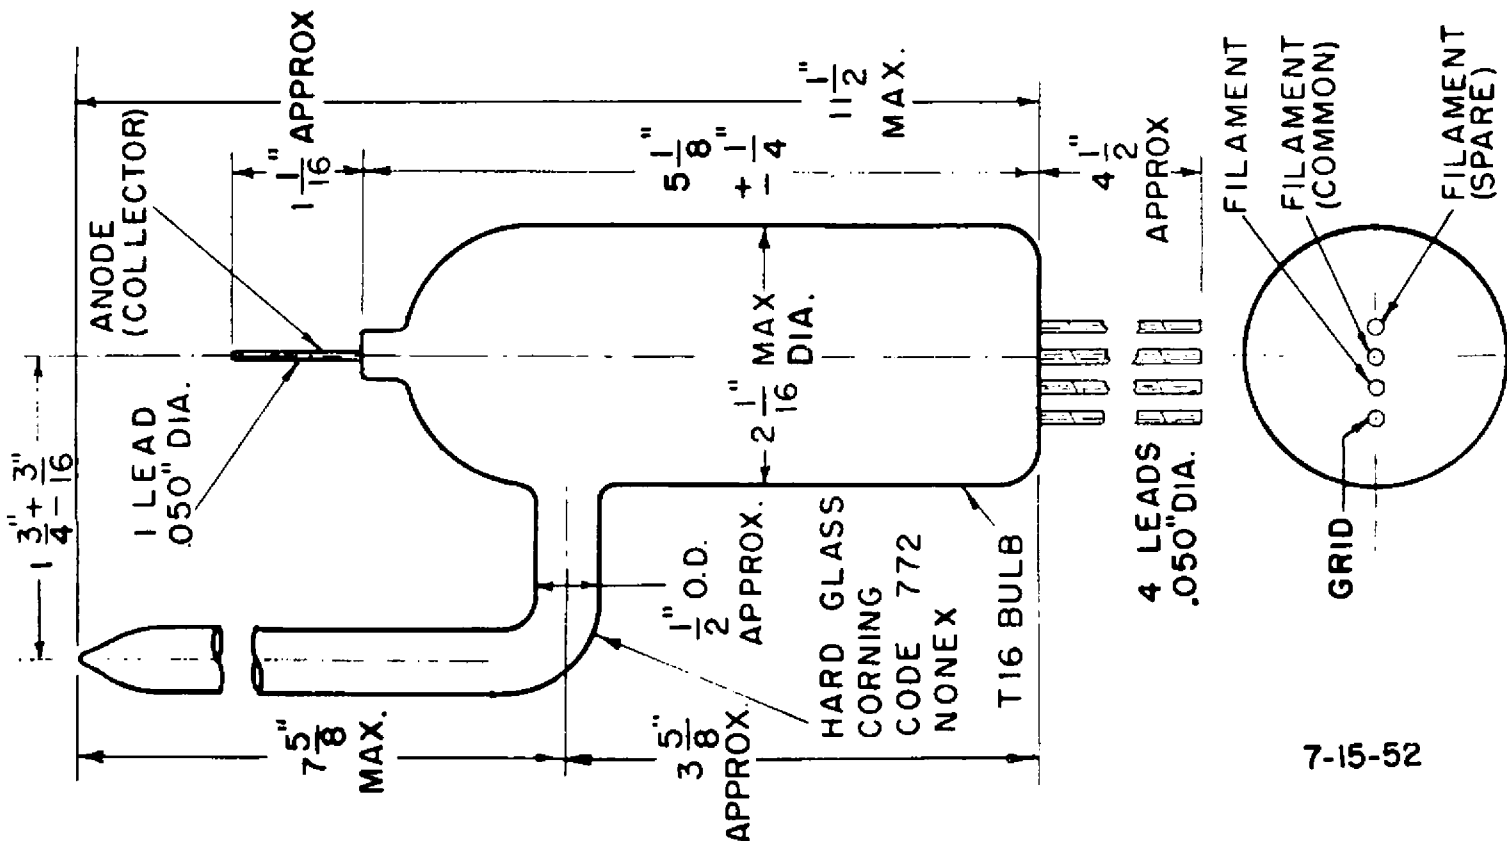 ANODE
(COLLECTOR)
1 1/16" APPROX
11 1/2"
MAX.
5 1/8"
+ 1/4
-
4 1/2"
APPROX
1 3/4" + 3/16"
-
1 LEAD
.050" DIA.
2 1/16" MAX
DIA.
1/2" O.D.
APPROX.
HARD GLASS
CORNING
CODE 772
NONEX
T16 BULB
7 5/8"
MAX.
3 5/8"
APPROX.
4 LEADS
.050" DIA.
FILAMENT
FILAMENT
(COMMON)
FILAMENT
(SPARE)
GRID
7-15-52